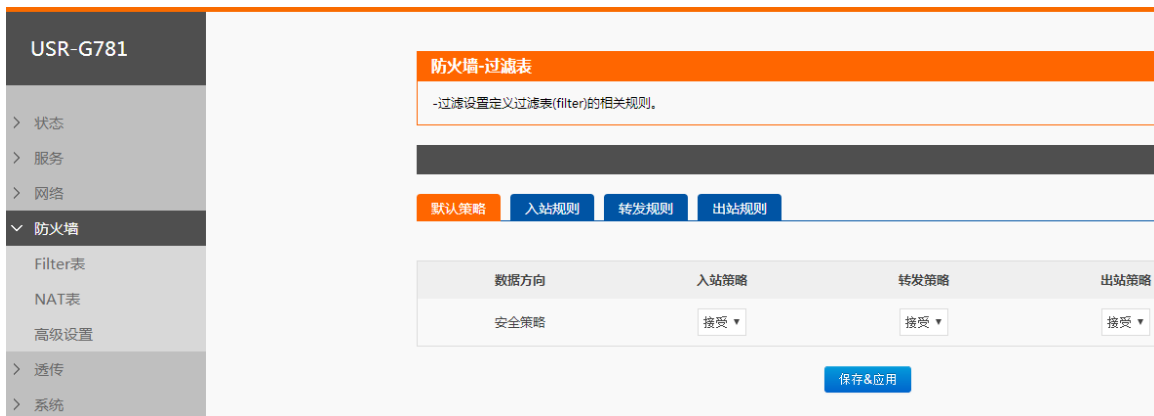 USR-G781
状态
服务
网络
防火墙
Filter表
NAT表
高级设置
透传
系统
防火墙-过滤表
-过滤设置定义过滤表(filter)的相关规则。
默认策略 入站规则 转发规则 出站规则
数据方向 入站策略 转发策略 出站策略
安全策略 接受 接受 接受
保存&应用